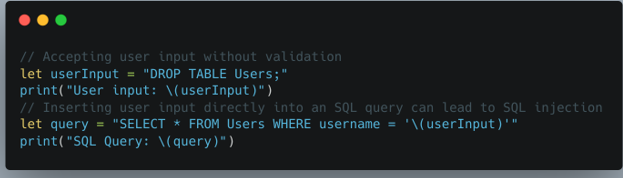 // Accepting user input without validation
let userInput = "DROP TABLE Users;"
print("User input: \(userInput)")
// Inserting user input directly into an SQL query can lead to SQL injection
let query = "SELECT * FROM Users WHERE username = '\(userInput)'"
print("SQL Query: \(query)")